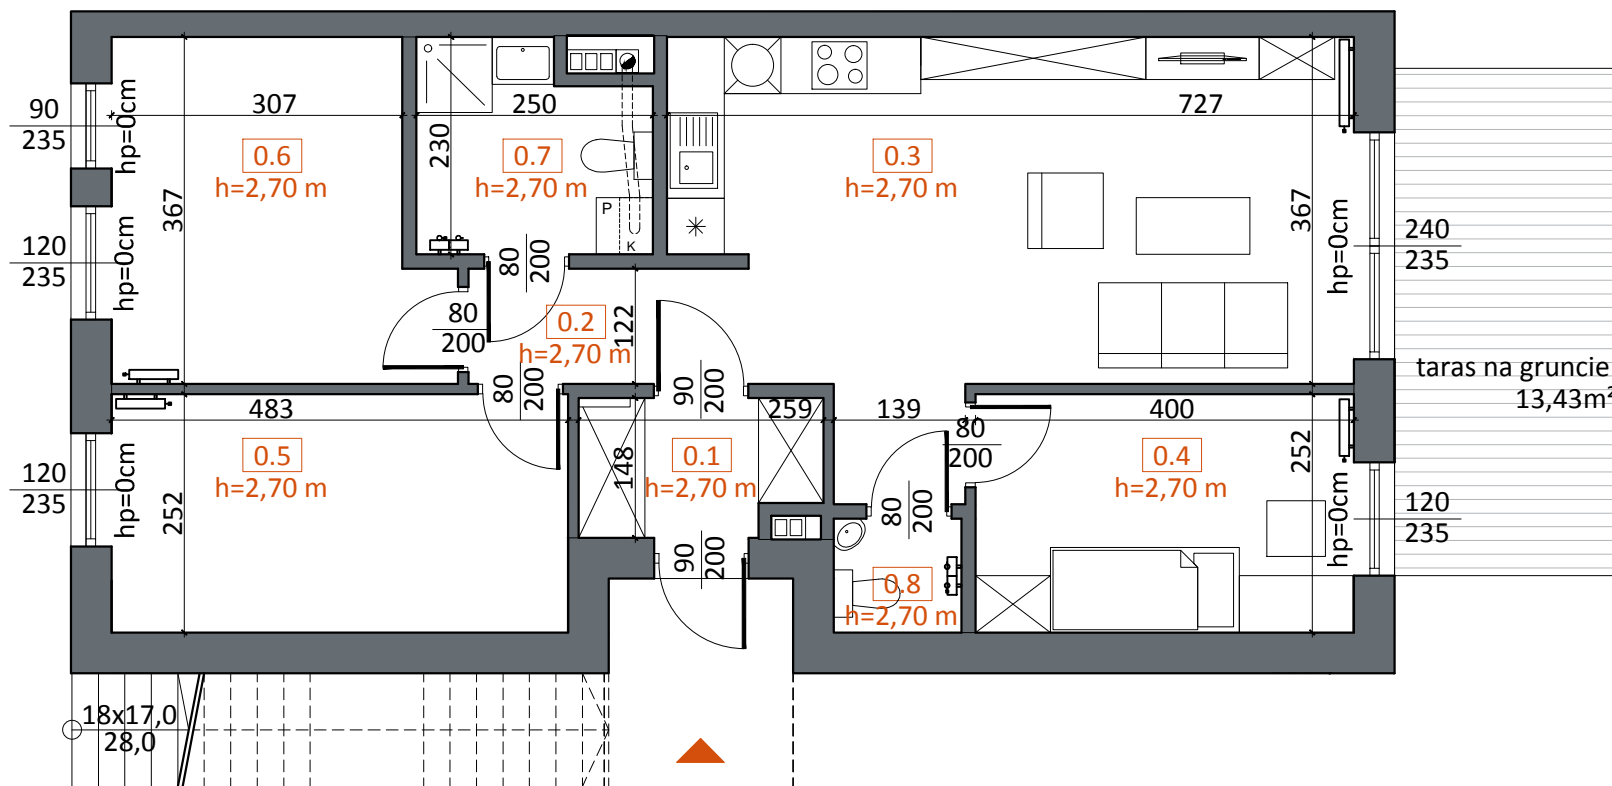 90
235
hp=0cm
307
250
727
230
0.6
h=2,70 m
0.7
h=2,70 m
0.3
h=2,70 m
367
P
K
367
120
235
hp=0cm
240
235
hp=0cm
80
200
80
200
0.2
h=2,70 m
122
80
200
90
200
taras na gruncie
13,43m²
483
259
139
400
80
200
0.5
h=2,70 m
148
0.1
h=2,70 m
0.4
h=2,70 m
252
252
120
235
hp=0cm
80
200
120
235
hp=0cm
90
200
0.8
h=2,70 m
18x17,0
28,0